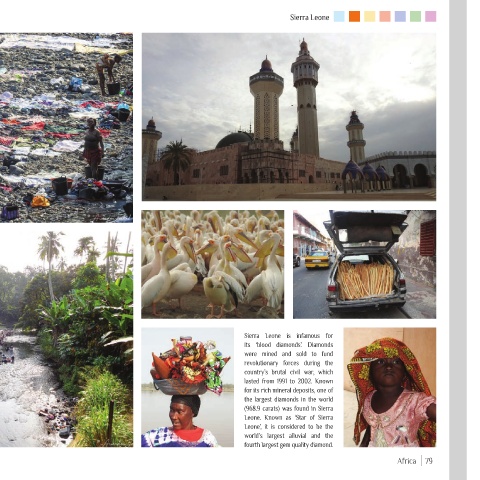 Sierra Leone
Sierra Leone is infamous for
its 'blood diamonds'. Diamonds
were mined and sold to fund
revolutionary forces during the
country's brutal civil war, which
lasted from 1991 to 2002. Known
for its rich mineral deposits, one of
the largest diamonds in the world
(968.9 carats) was found in Sierra
Leone. Known as 'Star of Sierra
Leone', it is considered to be the
world's largest alluvial and the
fourth largest gem quality diamond.
Africa | 79